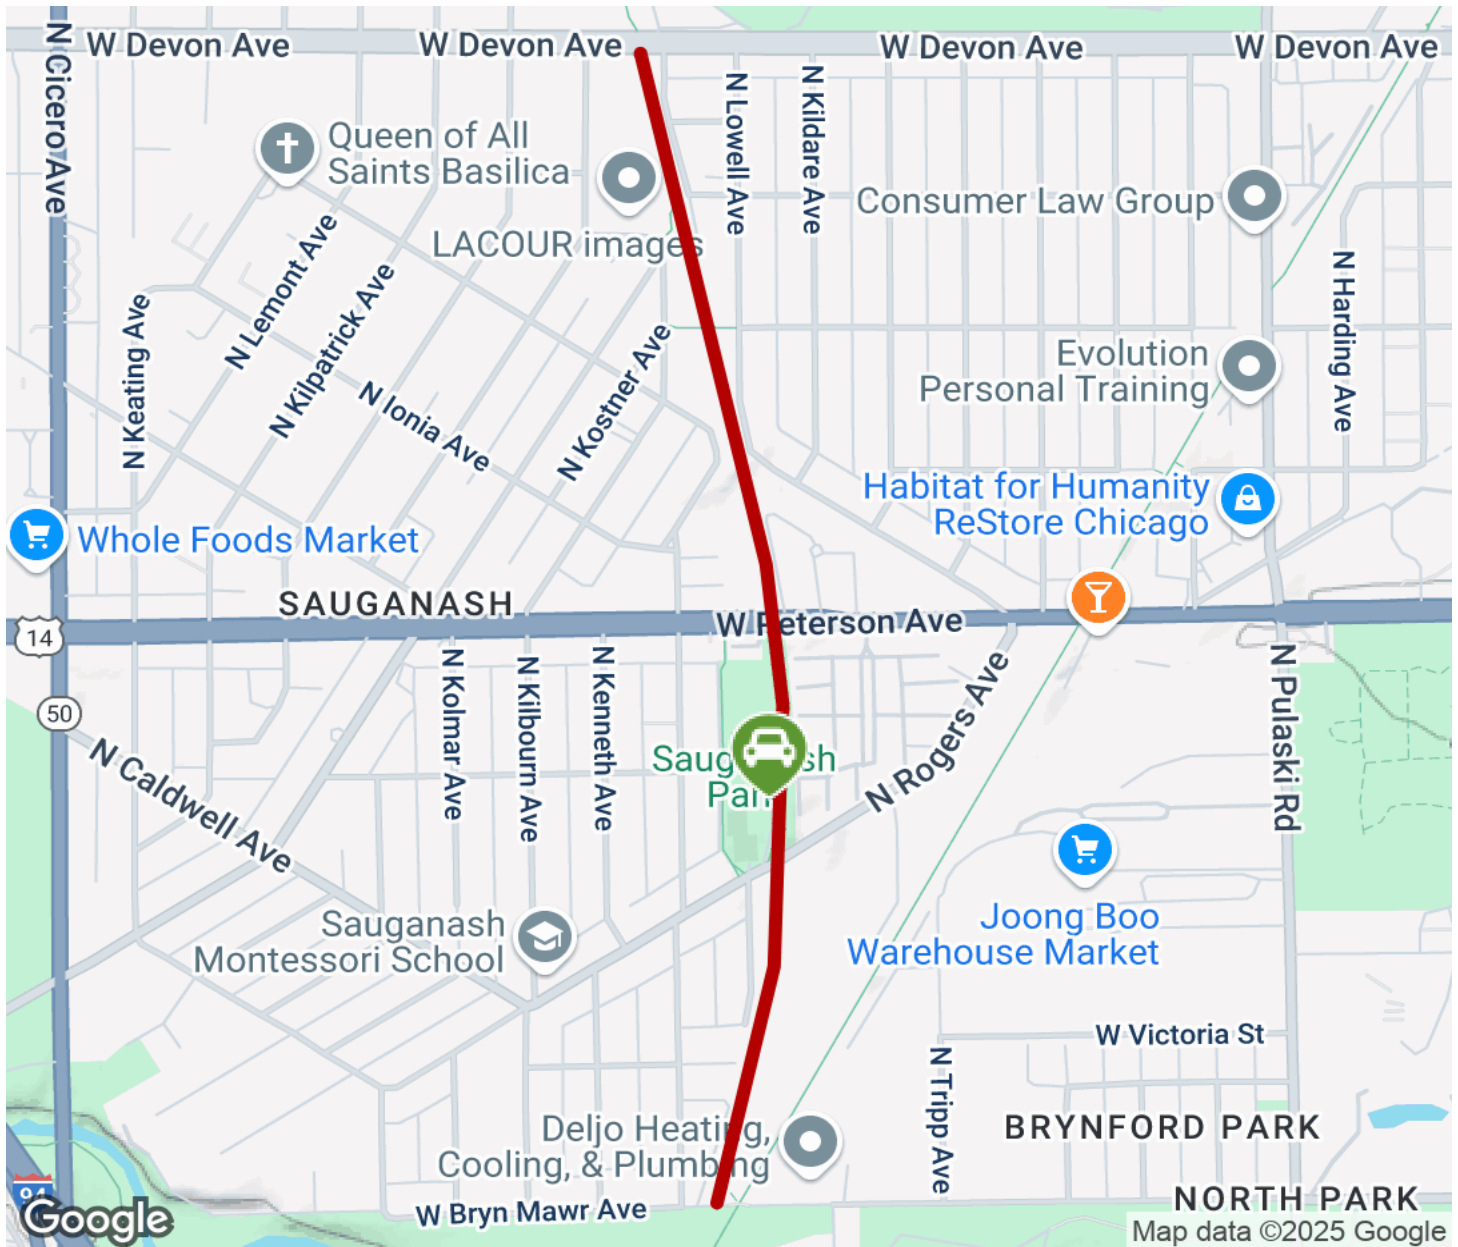 W Devon Ave
W Devon Ave
W Devon Ave
W Devon Ave
N Cicero Ave
Queen of All
Saints Basilica
N Lowell Ave
N Kildare Ave
Consumer Law Group
LACOUR images
N Lemont Ave
N Kilpatrick Ave
N Keating Ave
N Kostner Ave
N Harding Ave
Evolution
Personal Training
N Ionia Ave
Habitat for Humanity
ReStore Chicago
Whole Foods Market
SAUGANASH
W Peterson Ave
14
50
N Kolmar Ave
N Kilbourn Ave
N Kenneth Ave
N Rogers Ave
N Pulaski Rd
N Caldwell Ave
Joong Boo
Warehouse Market
Sauganash
Montessori School
W Victoria St
N Tripp Ave
BRYNFORD PARK
Deljo Heating,
Cooling, & Plumbing
94
W Bryn Mawr Ave
NORTH PARK
Google
Map data ©2025 Google